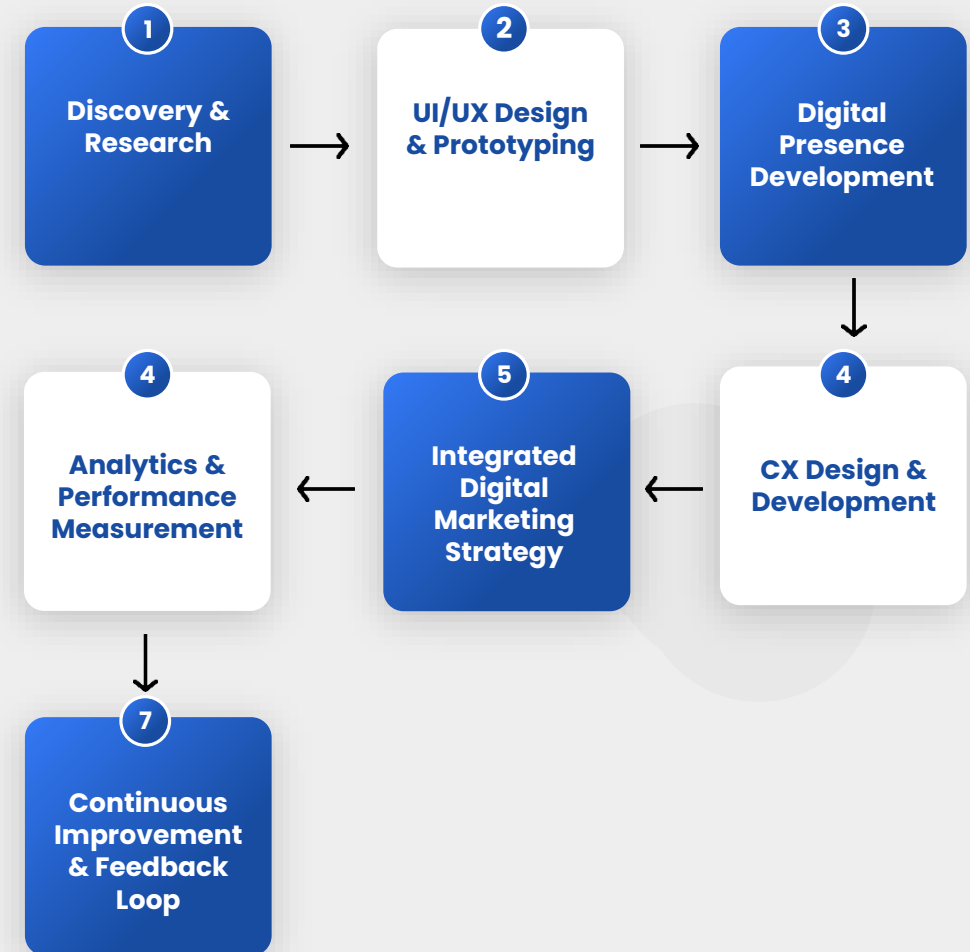 1
Discovery &
Research
2
UI/UX Design
& Prototyping
3
Digital
Presence
Development
4
CX Design &
Development
5
Integrated
Digital
Marketing
Strategy
4
Analytics &
Performance
Measurement
7
Continuous
Improvement
& Feedback
Loop